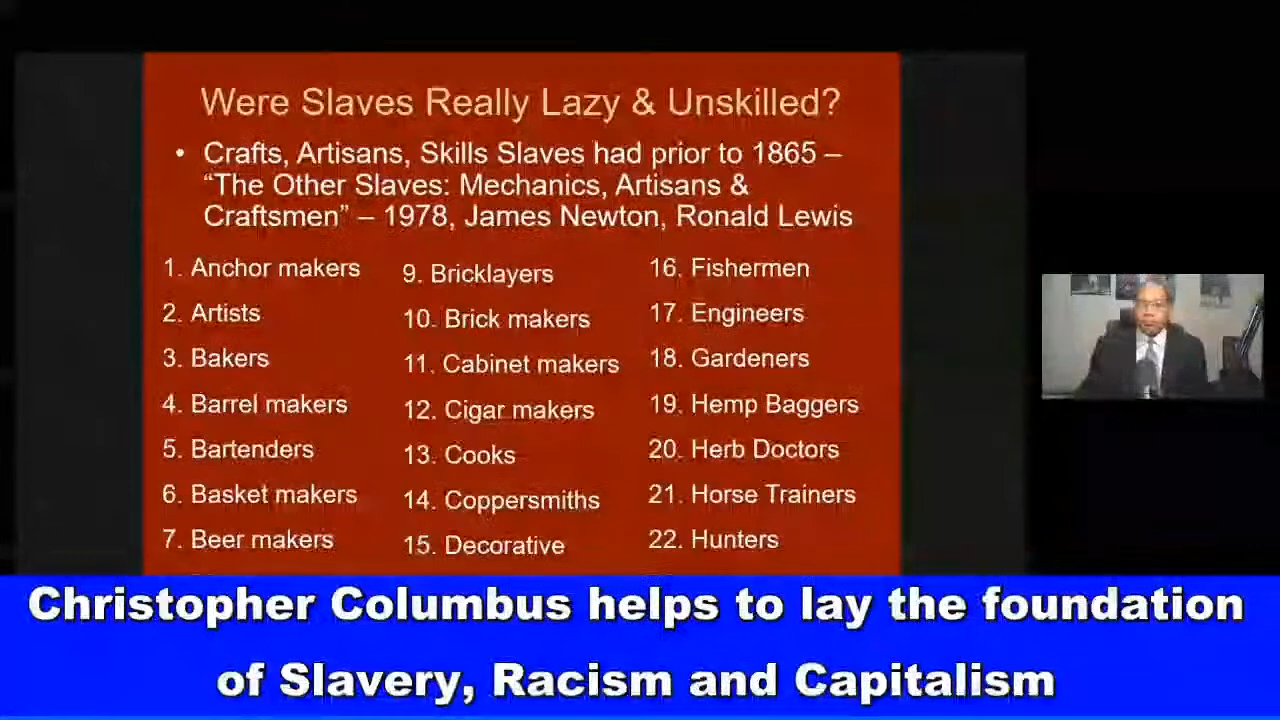 Were Slaves Really Lazy & Unskilled?
• Crafts, Artisans, Skills Slaves had prior to 1865 –
“The Other Slaves: Mechanics, Artisans &
Craftsmen” – 1978, James Newton, Ronald Lewis
1. Anchor makers
2. Artists
3. Bakers
4. Barrel makers
5. Bartenders
6. Basket makers
7. Beer makers
9. Bricklayers
10. Brick makers
11. Cabinet makers
12. Cigar makers
13. Cooks
14. Coppersmiths
15. Decorative
16. Fishermen
17. Engineers
18. Gardeners
19. Hemp Baggers
20. Herb Doctors
21. Horse Trainers
22. Hunters
Christopher Columbus helps to lay the foundation
of Slavery, Racism and Capitalism